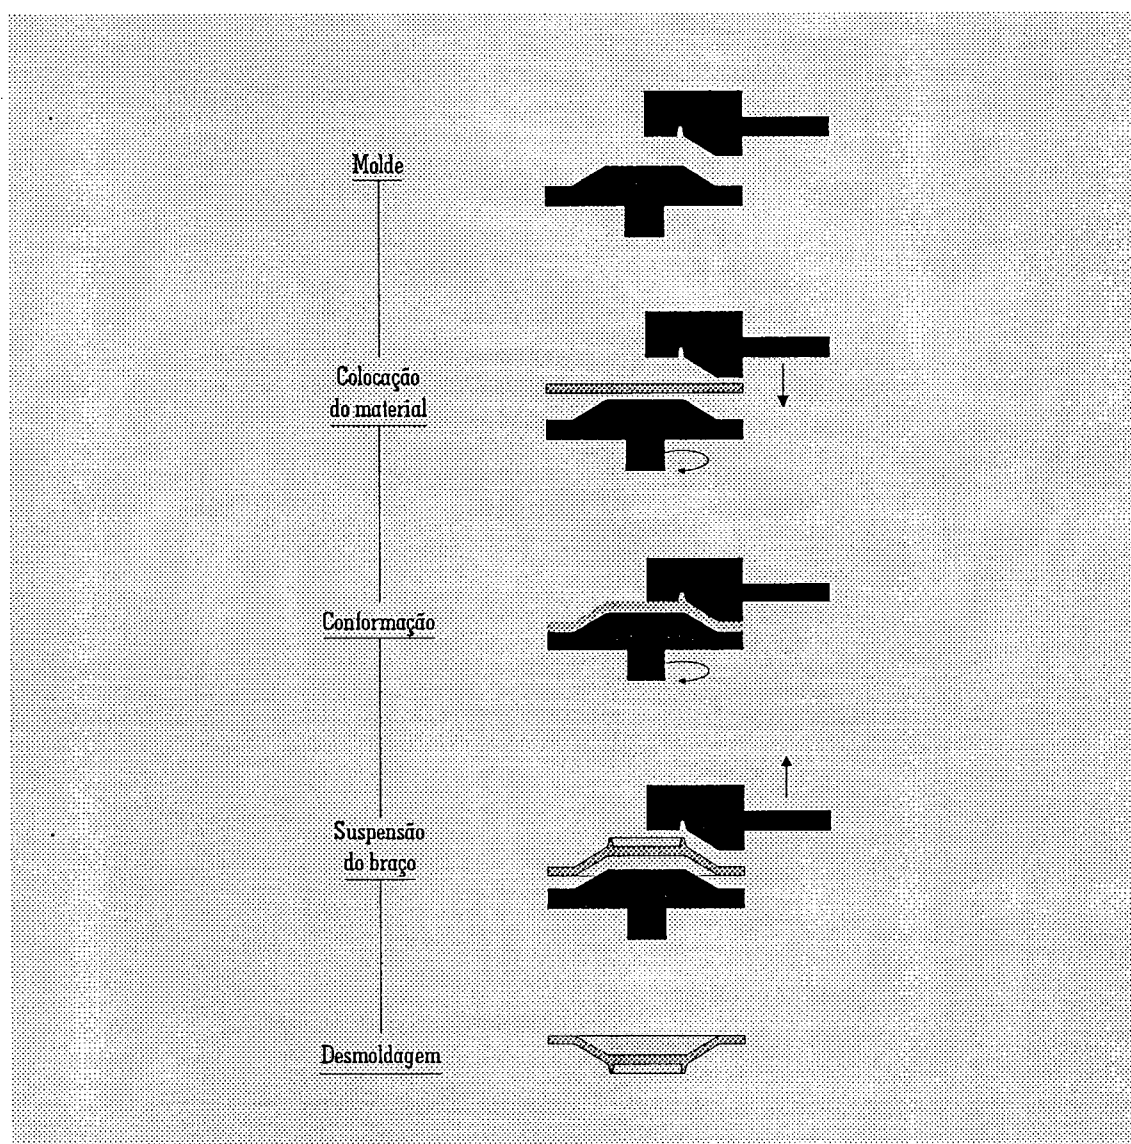 Molde
Colocação
do material
Conformação
Suspensão
do braço
Desmoldagem